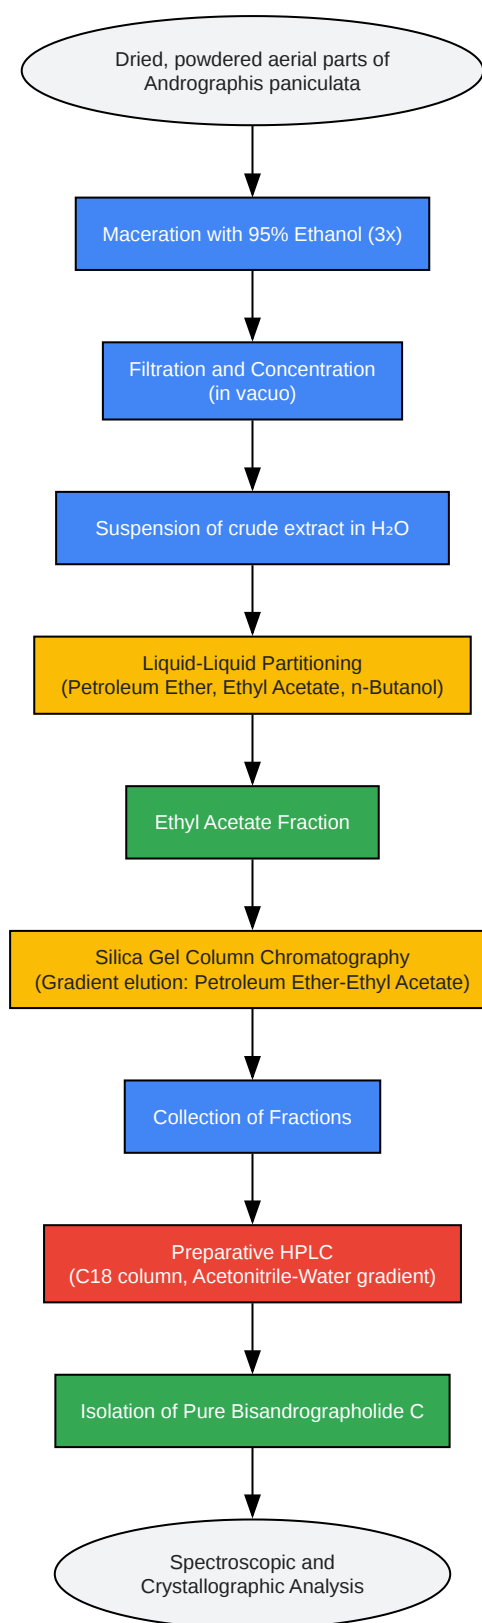 Dried, powdered aerial parts of
Andrographis paniculata
Maceration with 95% Ethanol (3x)
Filtration and Concentration
(in vacuo)
Suspension of crude extract in H₂O
Liquid-Liquid Partitioning
(Petroleum Ether, Ethyl Acetate, n-Butanol)
Ethyl Acetate Fraction
Silica Gel Column Chromatography
(Gradient elution: Petroleum Ether-Ethyl Acetate)
Collection of Fractions
Preparative HPLC
(C18 column, Acetonitrile-Water gradient)
Isolation of Pure Bisandrographolide C
Spectroscopic and
Crystallographic Analysis